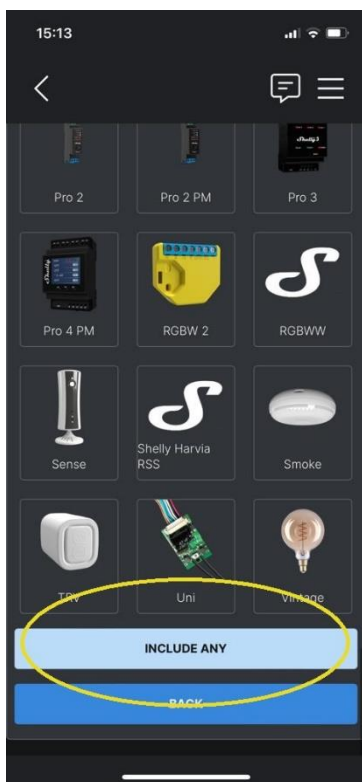 15:13
Pro 2
Pro 2 PM
Pro 3
Pro 4 PM
RGBW 2
RGBWW
Sense
Shelly Harvia
RSS
Smoke
TRV
Uni
Vintage
INCLUDE ANY
BACK